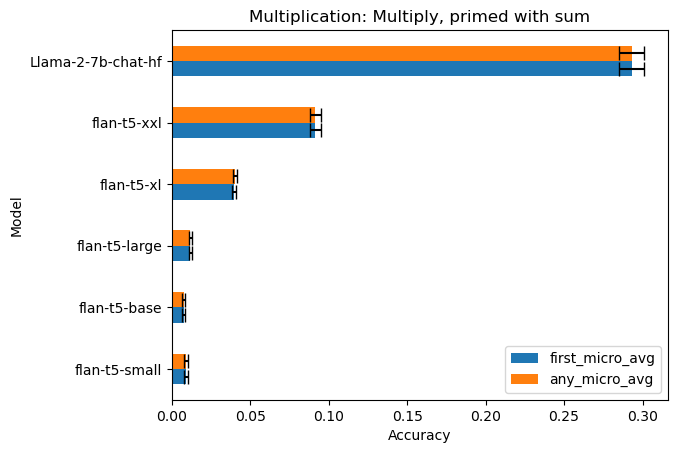 Multiplication: Multiply, primed with sum
Llama-2-7b-chat-hf
flan-t5-xxl
flan-t5-xl
flan-t5-large
flan-t5-base
flan-t5-small
Model
first_micro_avg
any_micro_avg
0.00 0.05 0.10 0.15 0.20 0.25 0.30
Accuracy